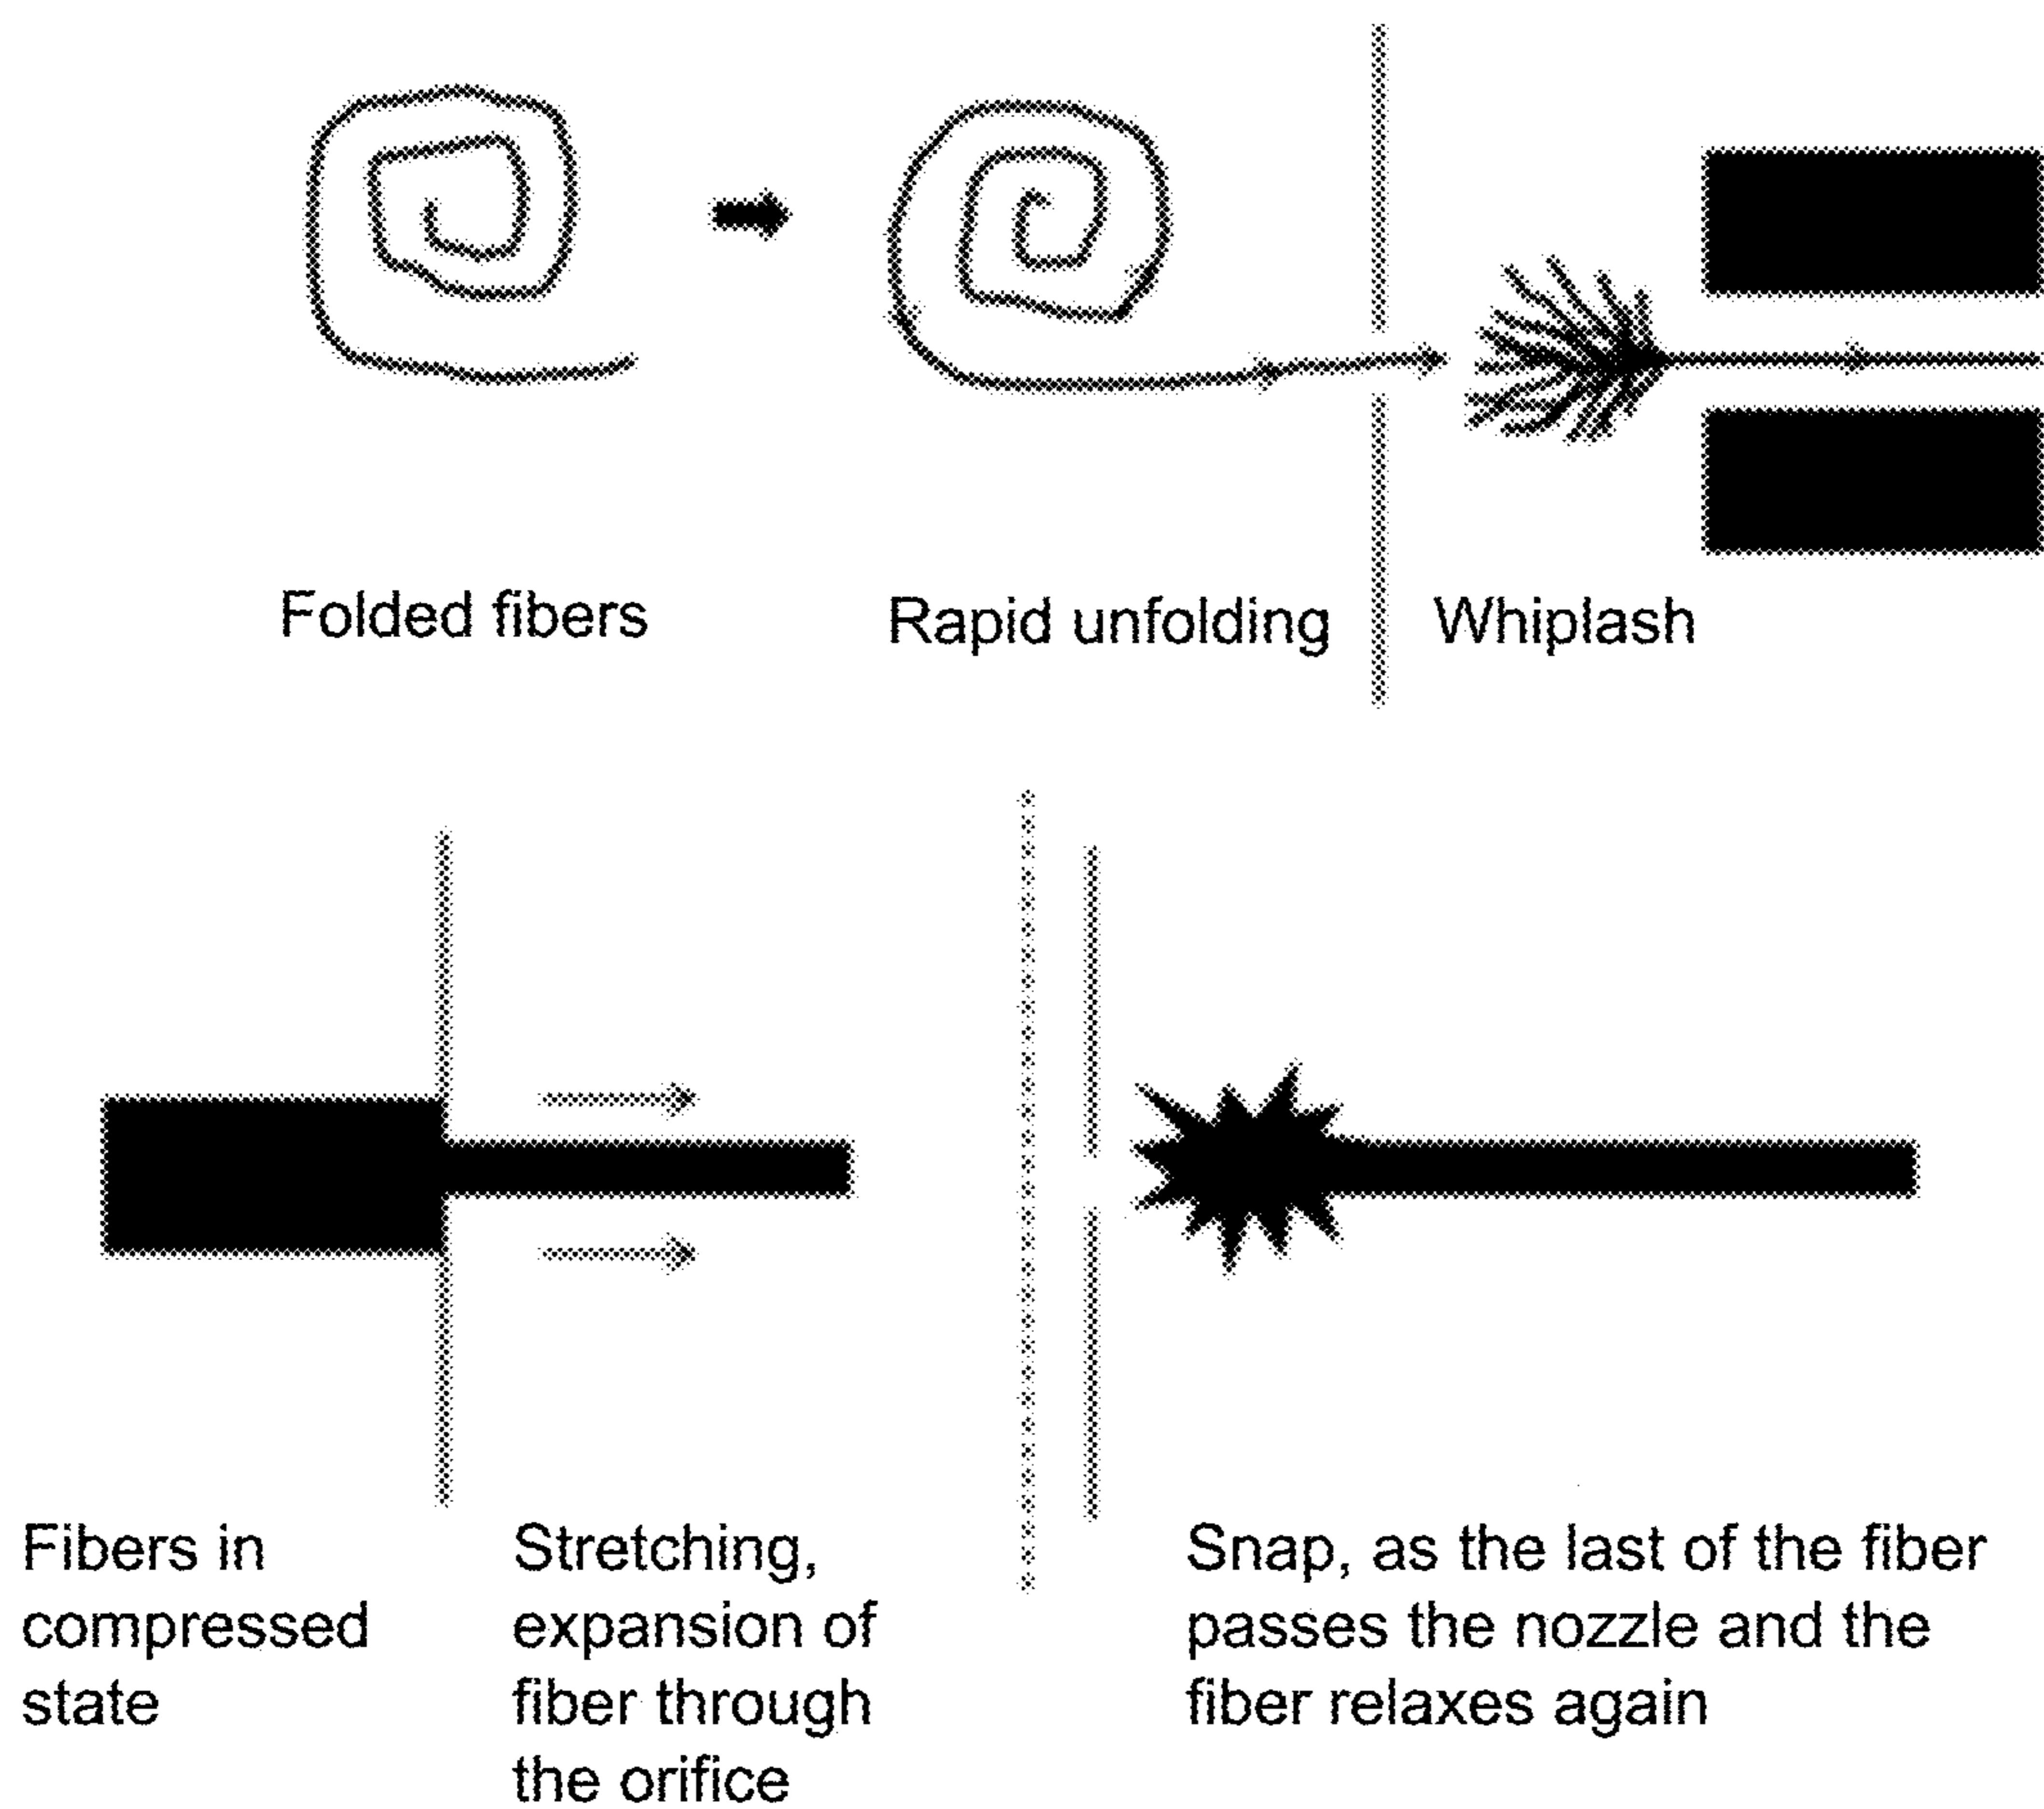 Folded fibers
Rapid unfolding
Whiplash
Fibers in
compressed
state
Stretching,
expansion of
fiber through
the orifice
Snap, as the last of the fiber
passes the nozzle and the
fiber relaxes again